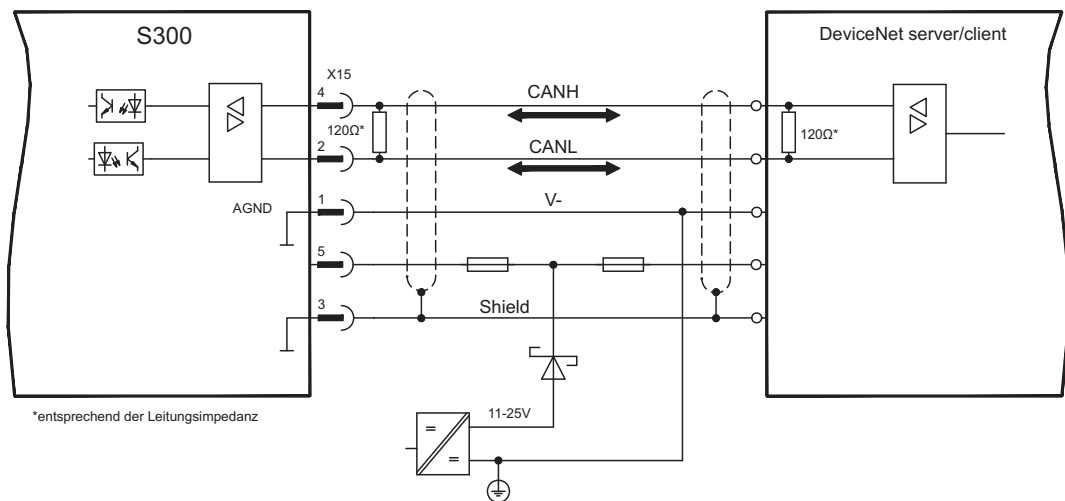 S300
DeviceNet server/client
X15
4
CANH
120Ω*
120Ω*
2
CANL
AGND
1
V-
5
3
Shield
*entsprechend der Leitungsimpedanz
11-25V
=
=